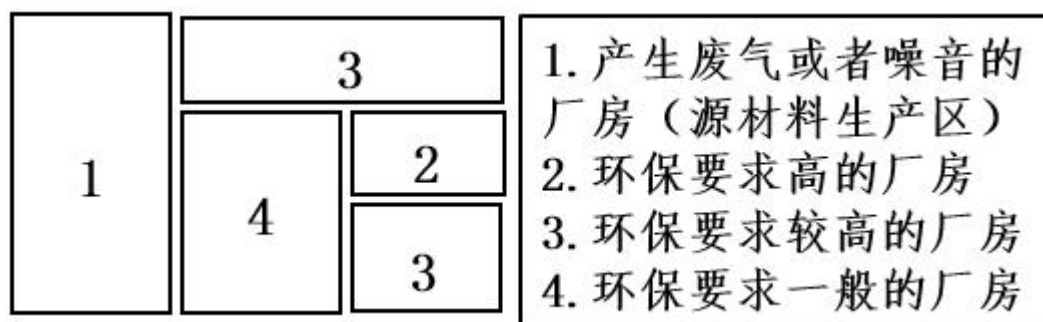 1
3
4
2
3
1.产生废气或者噪音的
厂房（源材料生产区）
2.环保要求高的厂房
3.环保要求较高的厂房
4.环保要求一般的厂房